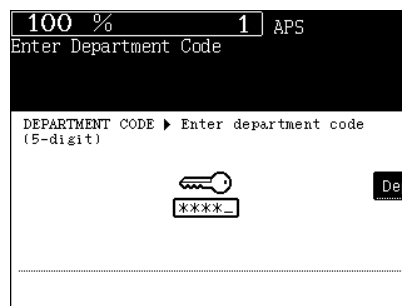 100 % 1 APS
Enter Department Code
DEPARTMENT CODE ▶ Enter department code
(5-digit)
De
****_